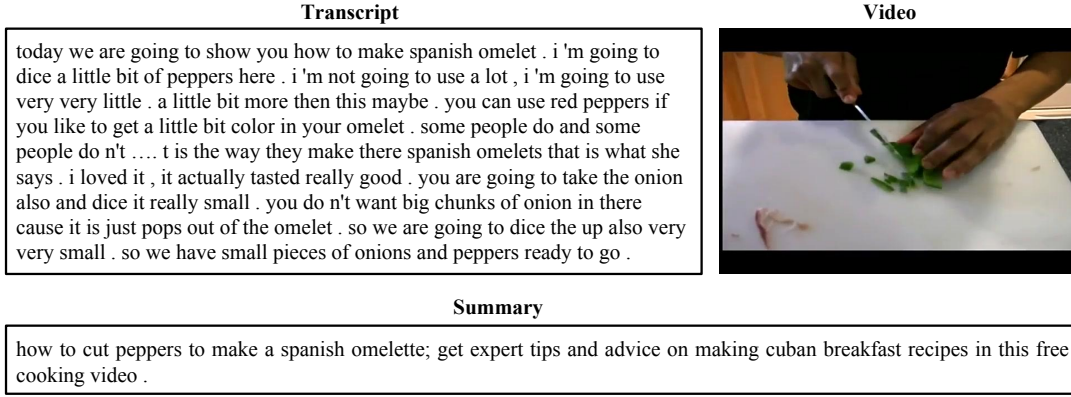 Transcript
Video
today we are going to show you how to make spanish omelet . i 'm going to
dice a little bit of peppers here . i 'm not going to use a lot , i 'm going to use
very very little . a little bit more then this maybe . you can use red peppers if
you like to get a little bit color in your omelet . some people do and some
people do n't …. t is the way they make there spanish omelets that is what she
says . i loved it , it actually tasted really good . you are going to take the onion
also and dice it really small . you do n't want big chunks of onion in there
cause it is just pops out of the omelet . so we are going to dice the up also very
very small . so we have small pieces of onions and peppers ready to go .
Summary
how to cut peppers to make a spanish omelette; get expert tips and advice on making cuban breakfast recipes in this free
cooking video .